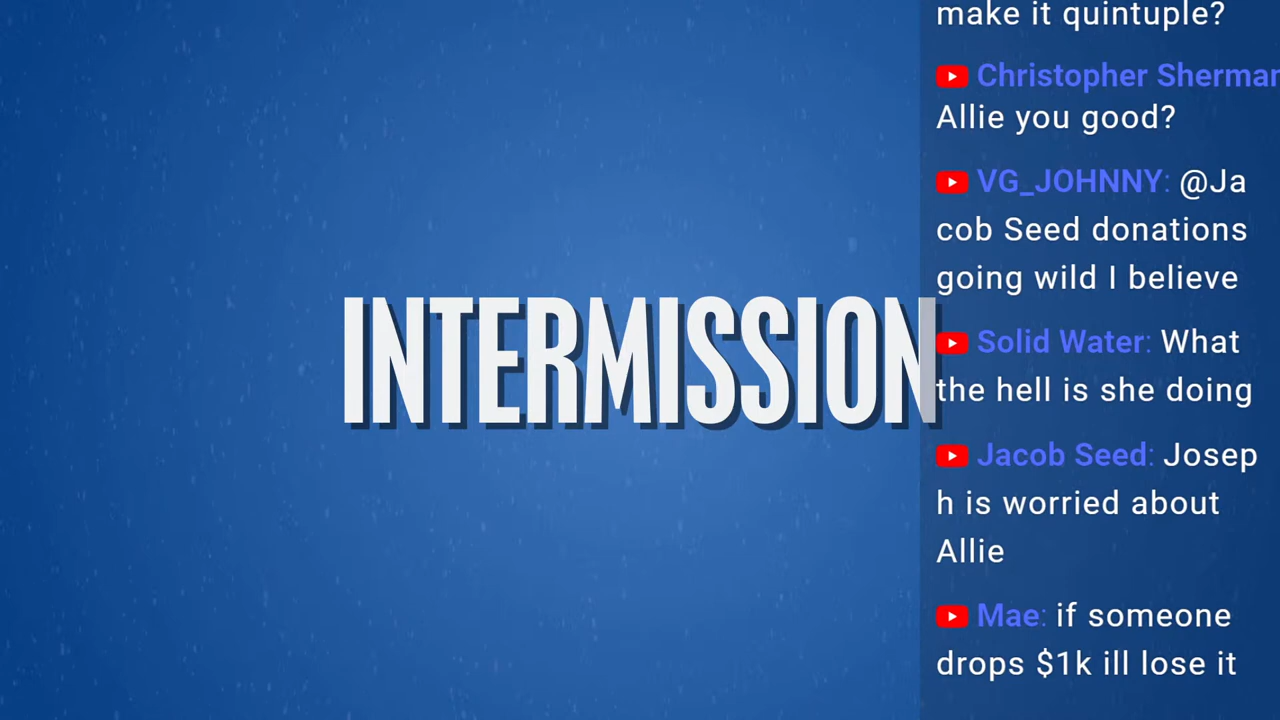 INTERMISSION
make it quintuple?
Christopher Sherman
Allie you good?
VG_JOHNNY: @Ja
cob Seed donations
going wild I believe
Solid Water: What
the hell is she doing
Jacob Seed: Josep
h is worried about
Allie
Mae: if someone
drops $1k ill lose it